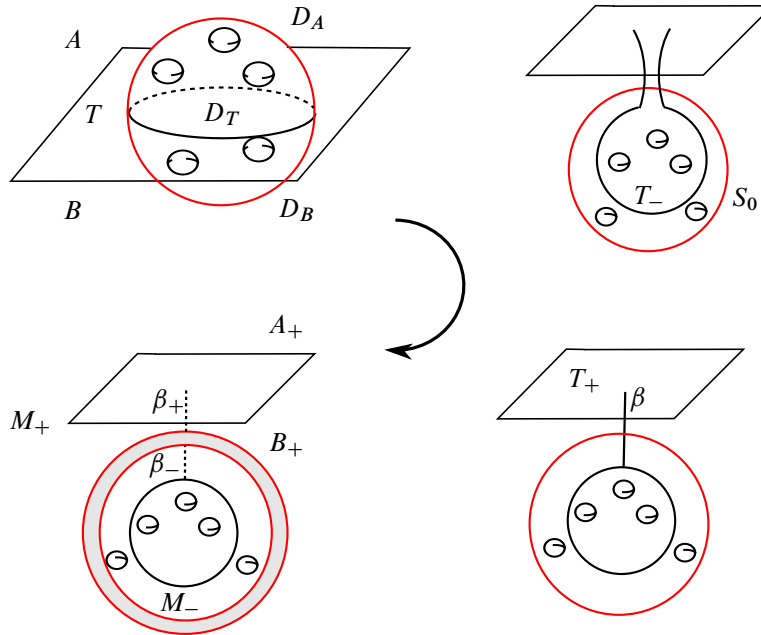 A
D_A
T
D_T
B
D_B
T_−
S_0
A_+
β_+
M_+
B_+
β_−
M_−
T_+
β